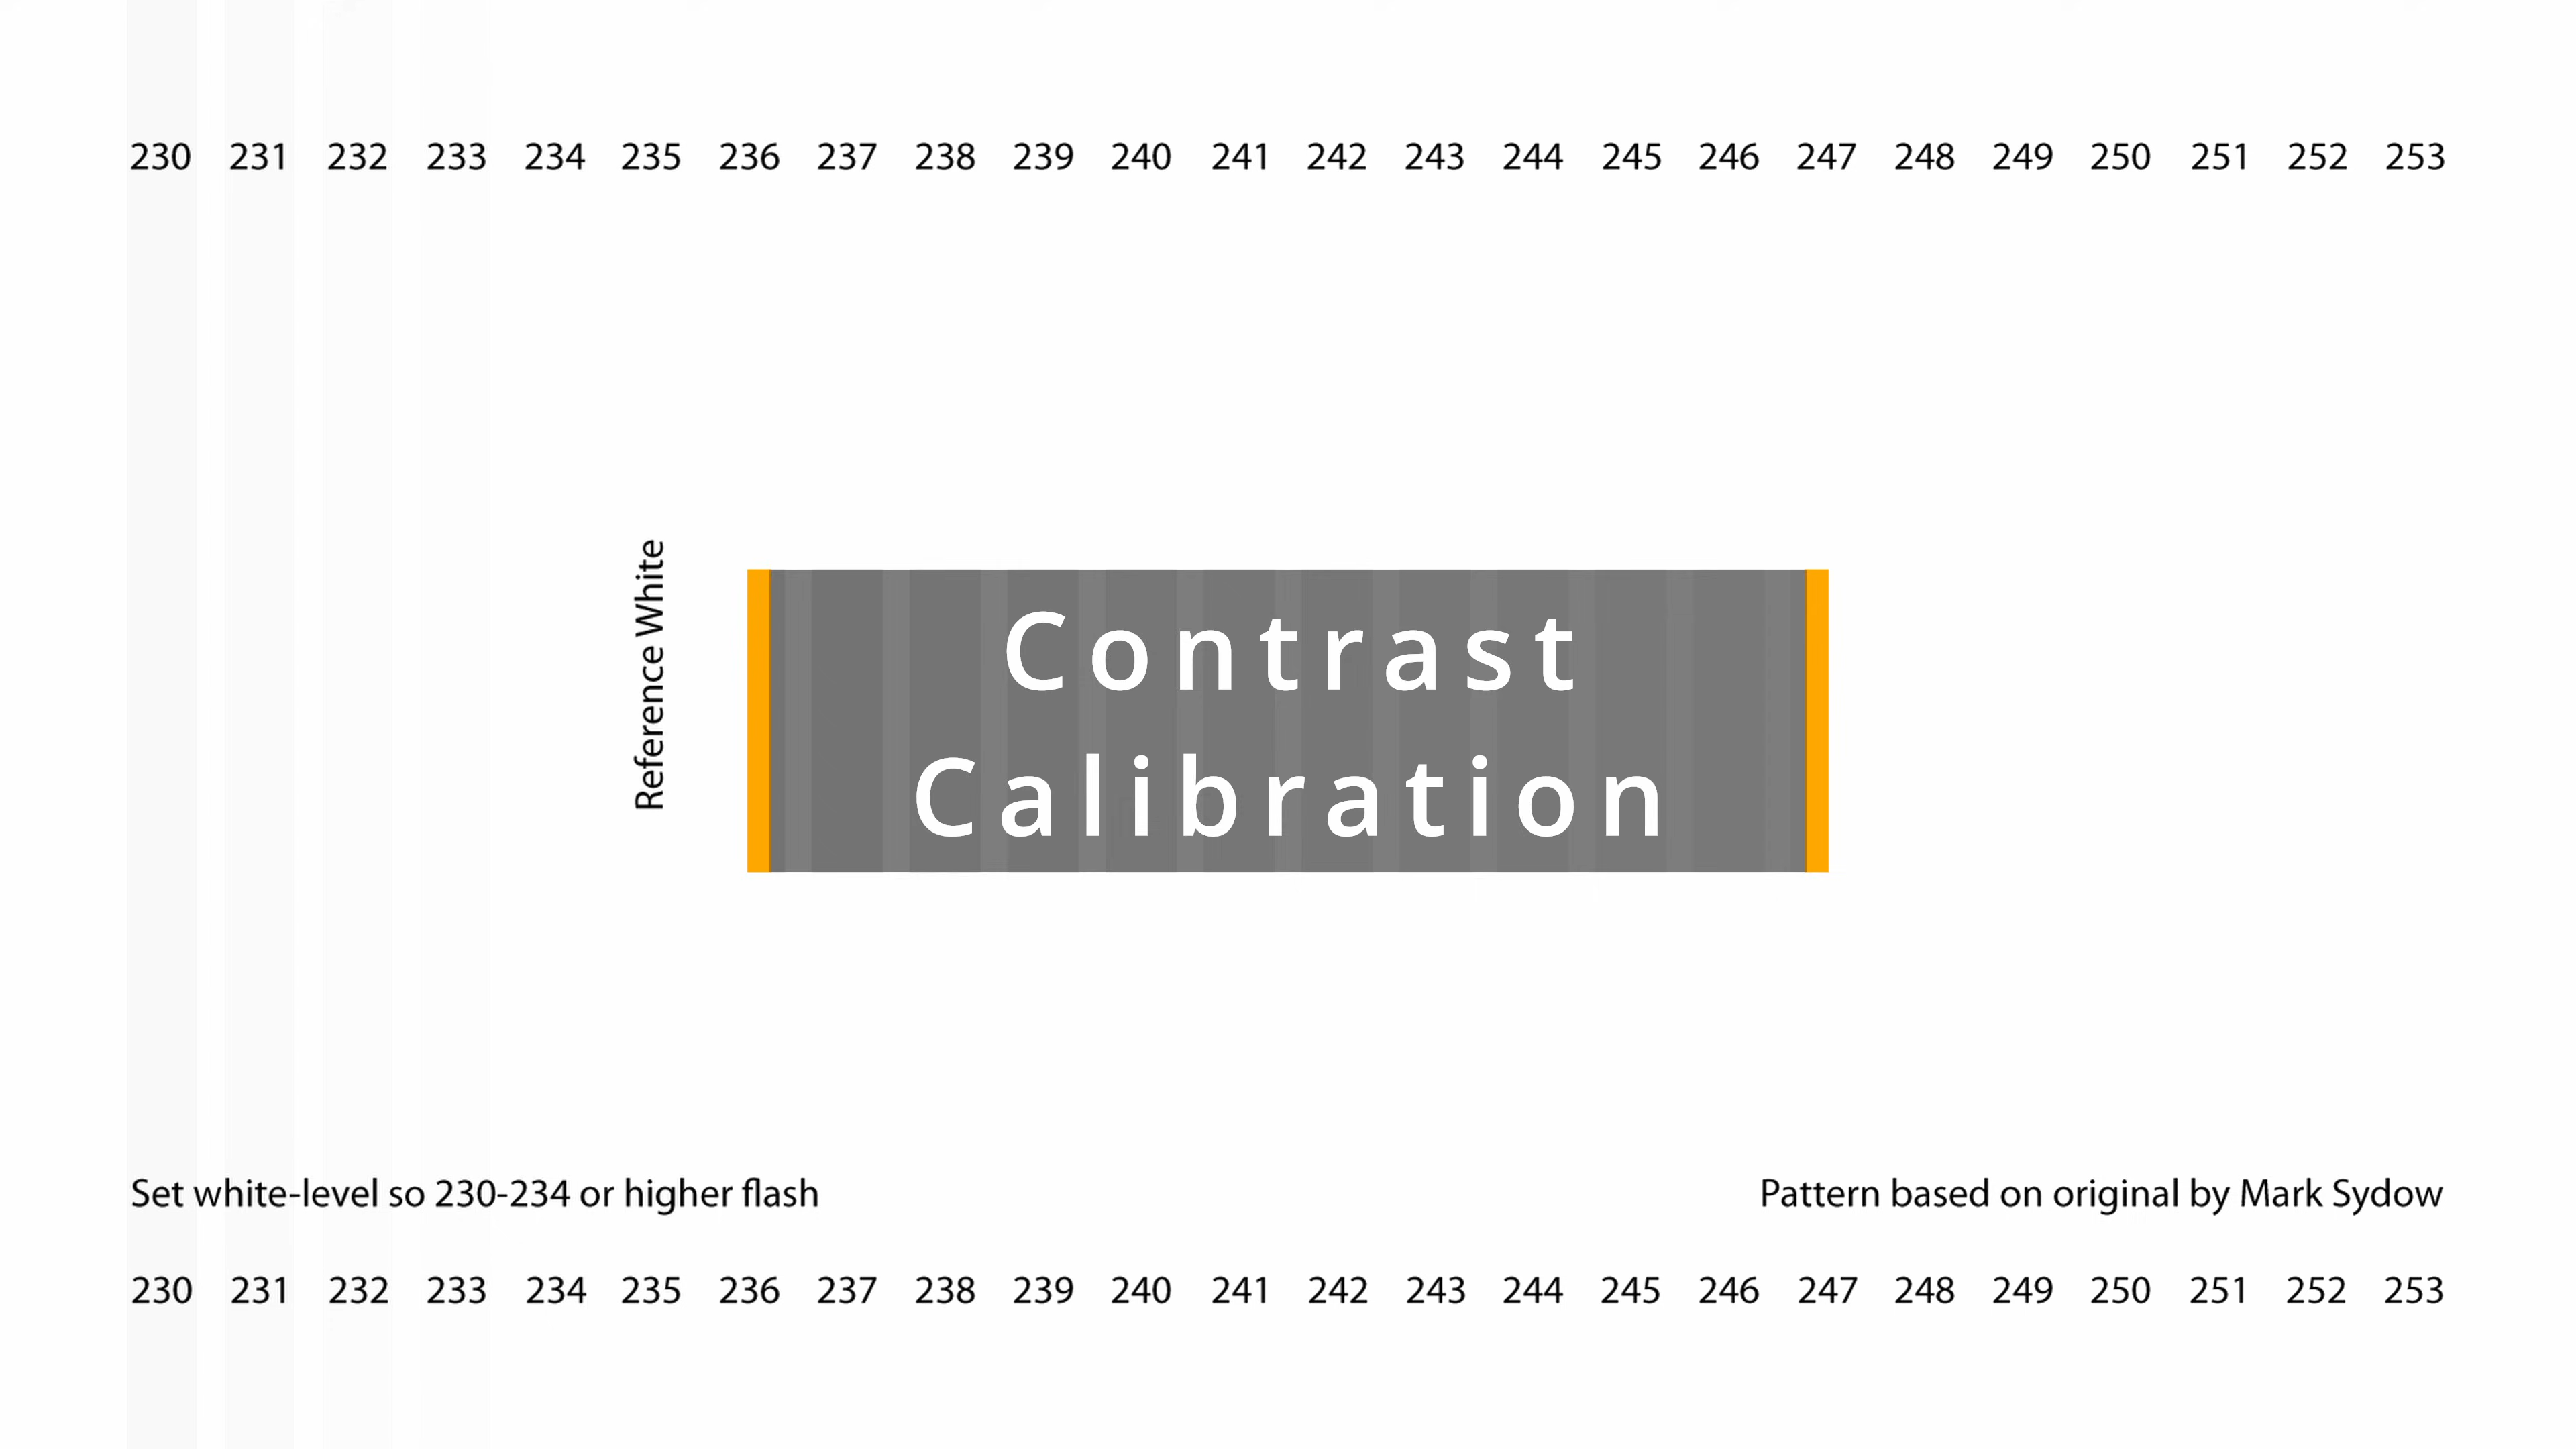 230 231 232 233 234 235 236 237 238 239 240 241 242 243 244 245 246 247 248 249 250 251 252 253
Reference White
Contrast
Calibration
Set white-level so 230-234 or higher flash
Pattern based on original by Mark Sydow
230 231 232 233 234 235 236 237 238 239 240 241 242 243 244 245 246 247 248 249 250 251 252 253